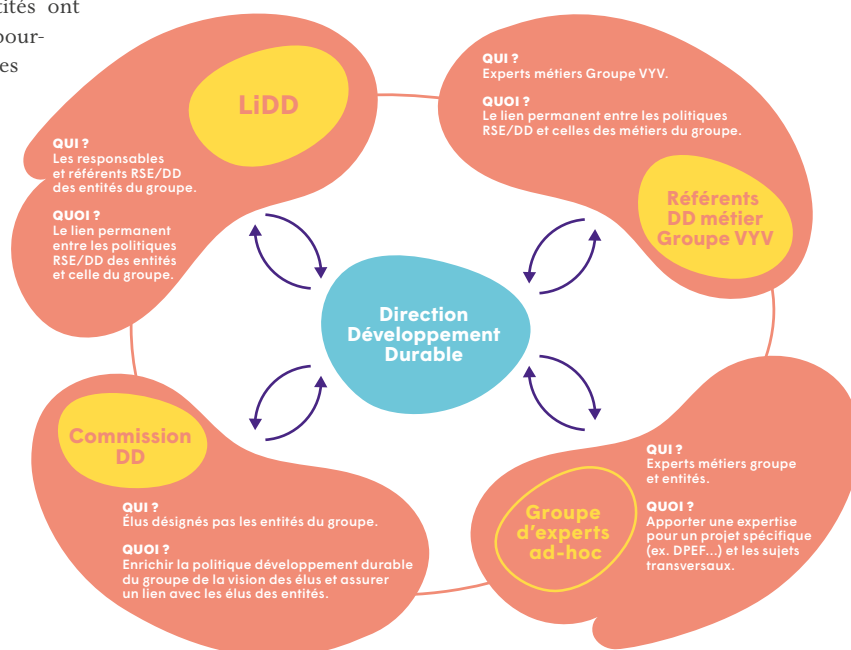 tités ont
pour-
es
LiDD
QUI ?
Les responsables
et référents RSE/DD
des entités du groupe.
QUOI ?
Le lien permanent
entre les politiques
RSE/DD des entités
et celle du groupe.
QUI ?
Experts métiers Groupe VYV.
QUOI ?
Le lien permanent entre les politiques
RSE/DD et celles des métiers du groupe.
Référents
DD métier
Groupe VYV
Direction
Développement
Durable
Commission
DD
QUI ?
Élus désignés pas les entités du groupe.
QUOI ?
Enrichir la politique développement durable
du groupe de la vision des élus et assurer
un lien avec les élus des entités.
Groupe
d'experts
ad-hoc
QUI ?
Experts métiers groupe
et entités.
QUOI ?
Apporter une expertise
pour un projet spécifique
(ex. DPEF...) et les sujets
transversaux.